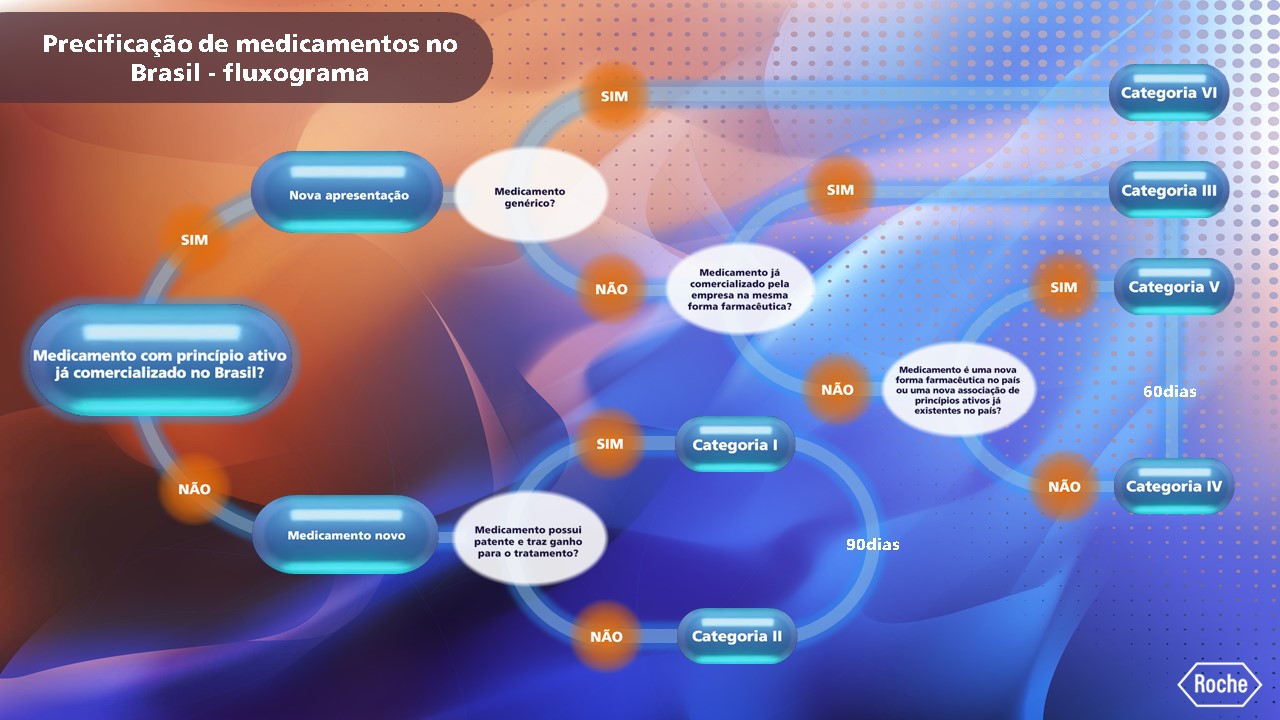 Precificação de medicamentos no
Brasil - fluxograma
SIM
Categoria VI
Nova apresentação
Medicamento
genérico?
SIM
Categoria III
SIM
NÃO
Medicamento já
comercializado pela
empresa na mesma
forma farmacêutica?
SIM
Categoria V
Medicamento com princípio ativo
já comercializado no Brasil?
NÃO
Medicamento é uma nova
forma farmacêutica no país
ou uma nova associação de
princípios ativos já
existentes no país?
60dias
SIM
Categoria I
NÃO
NÃO
Categoria IV
Medicamento novo
Medicamento possui
patente e traz ganho
para o tratamento?
90dias
NÃO
Categoria II
Roche